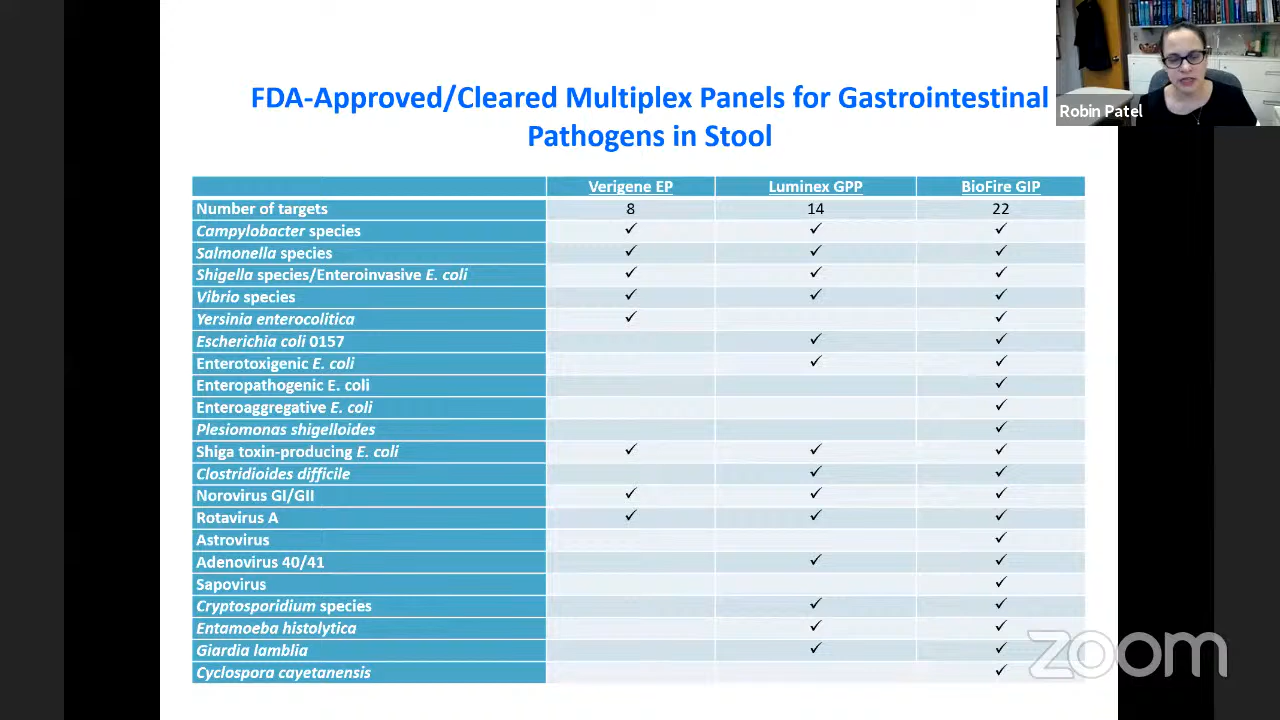 FDA-Approved/Cleared Multiplex Panels for Gastrointestinal
Pathogens in Stool
Robin Patel
Verigene EP Luminex GPP BioFire GIP
Number of targets 8 14 22
Campylobacter species ✓ ✓ ✓
Salmonella species ✓ ✓ ✓
Shigella species/Enteroinvasive E. coli ✓ ✓ ✓
Vibrio species ✓ ✓ ✓
Yersinia enterocolitica ✓ ✓
Escherichia coli 0157 ✓ ✓
Enterotoxigenic E. coli ✓ ✓
Enteropathogenic E. coli ✓
Enteroaggregative E. coli ✓
Plesiomonas shigelloides ✓
Shiga toxin-producing E. coli ✓ ✓ ✓
Clostridioides difficile ✓ ✓
Norovirus GI/GII ✓ ✓ ✓
Rotavirus A ✓ ✓ ✓
Astrovirus ✓
Adenovirus 40/41 ✓ ✓
Sapovirus ✓
Cryptosporidium species ✓ ✓
Entamoeba histolytica ✓ ✓
Giardia lamblia ✓ ✓
Cyclospora cayetanensis ✓
zoom